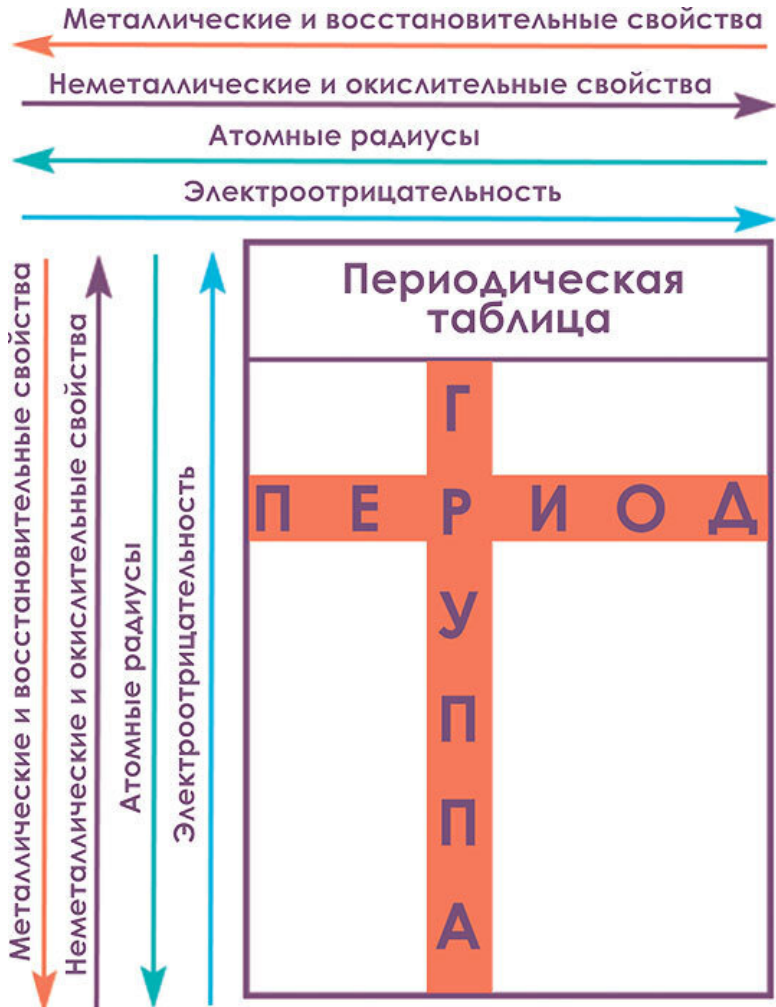 Металлические и восстановительные свойства
Неметаллические и окислительные свойства
Атомные радиусы
Электроотрицательность
Металлические и восстановительные свойства
Неметаллические и окислительные свойства
Атомные радиусы
Электроотрицательность
Периодическая
таблица
ГРУППА
ПЕРИОД